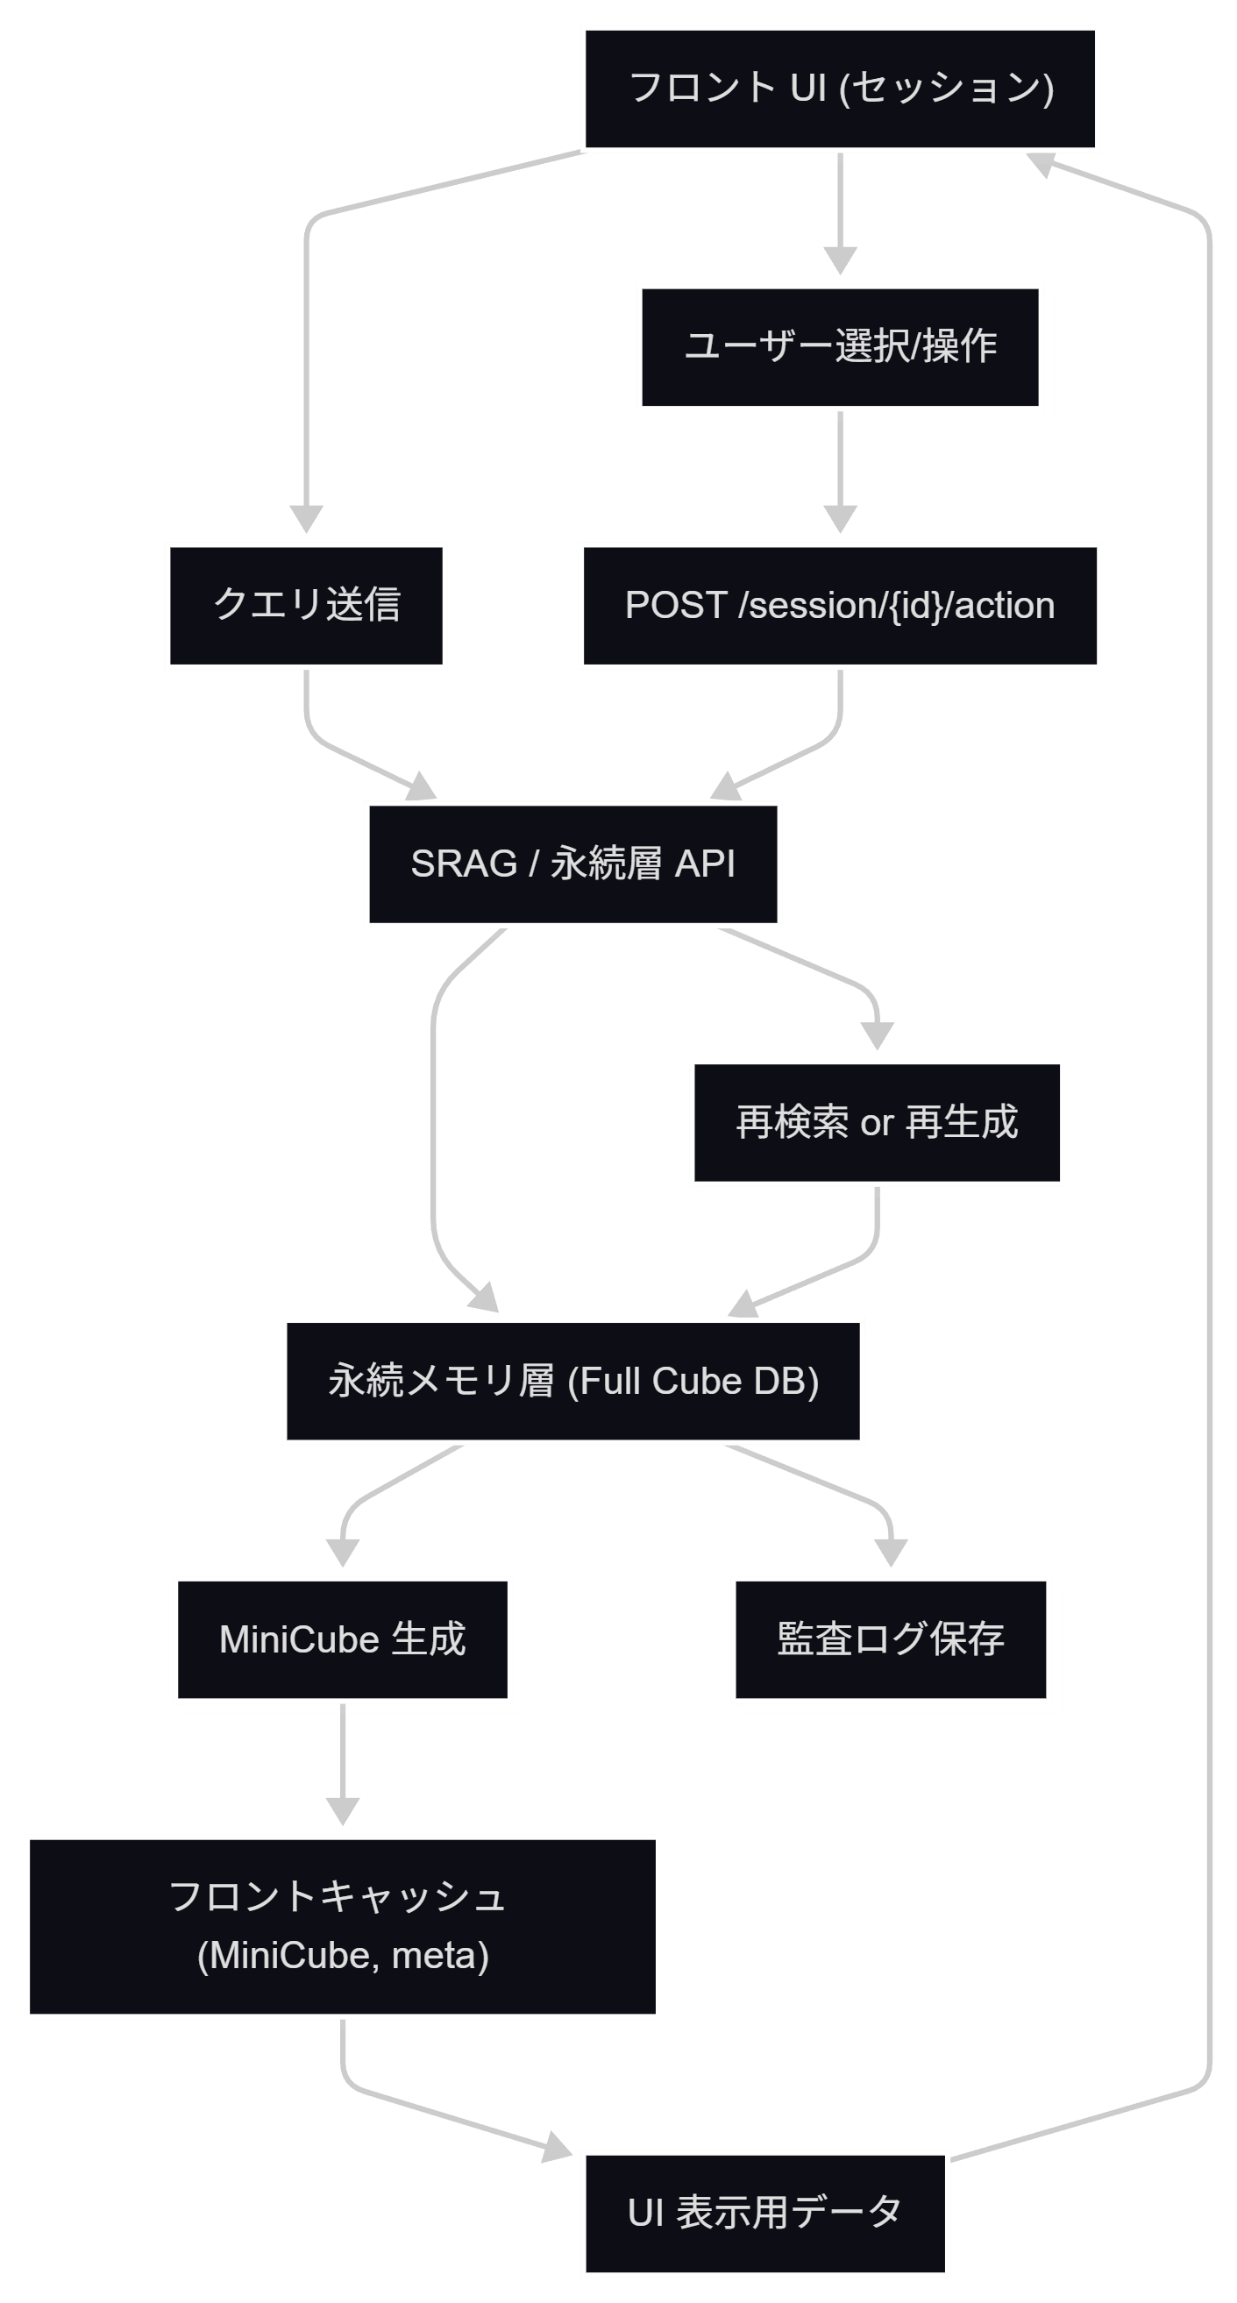 フロント UI (セッション)
ユーザー選択/操作
クエリ送信
POST /session/{id}/action
SRAG / 永続層 API
再検索 or 再生成
永続メモリ層 (Full Cube DB)
MiniCube 生成
監査ログ保存
フロントキャッシュ
(MiniCube, meta)
UI 表示用データ